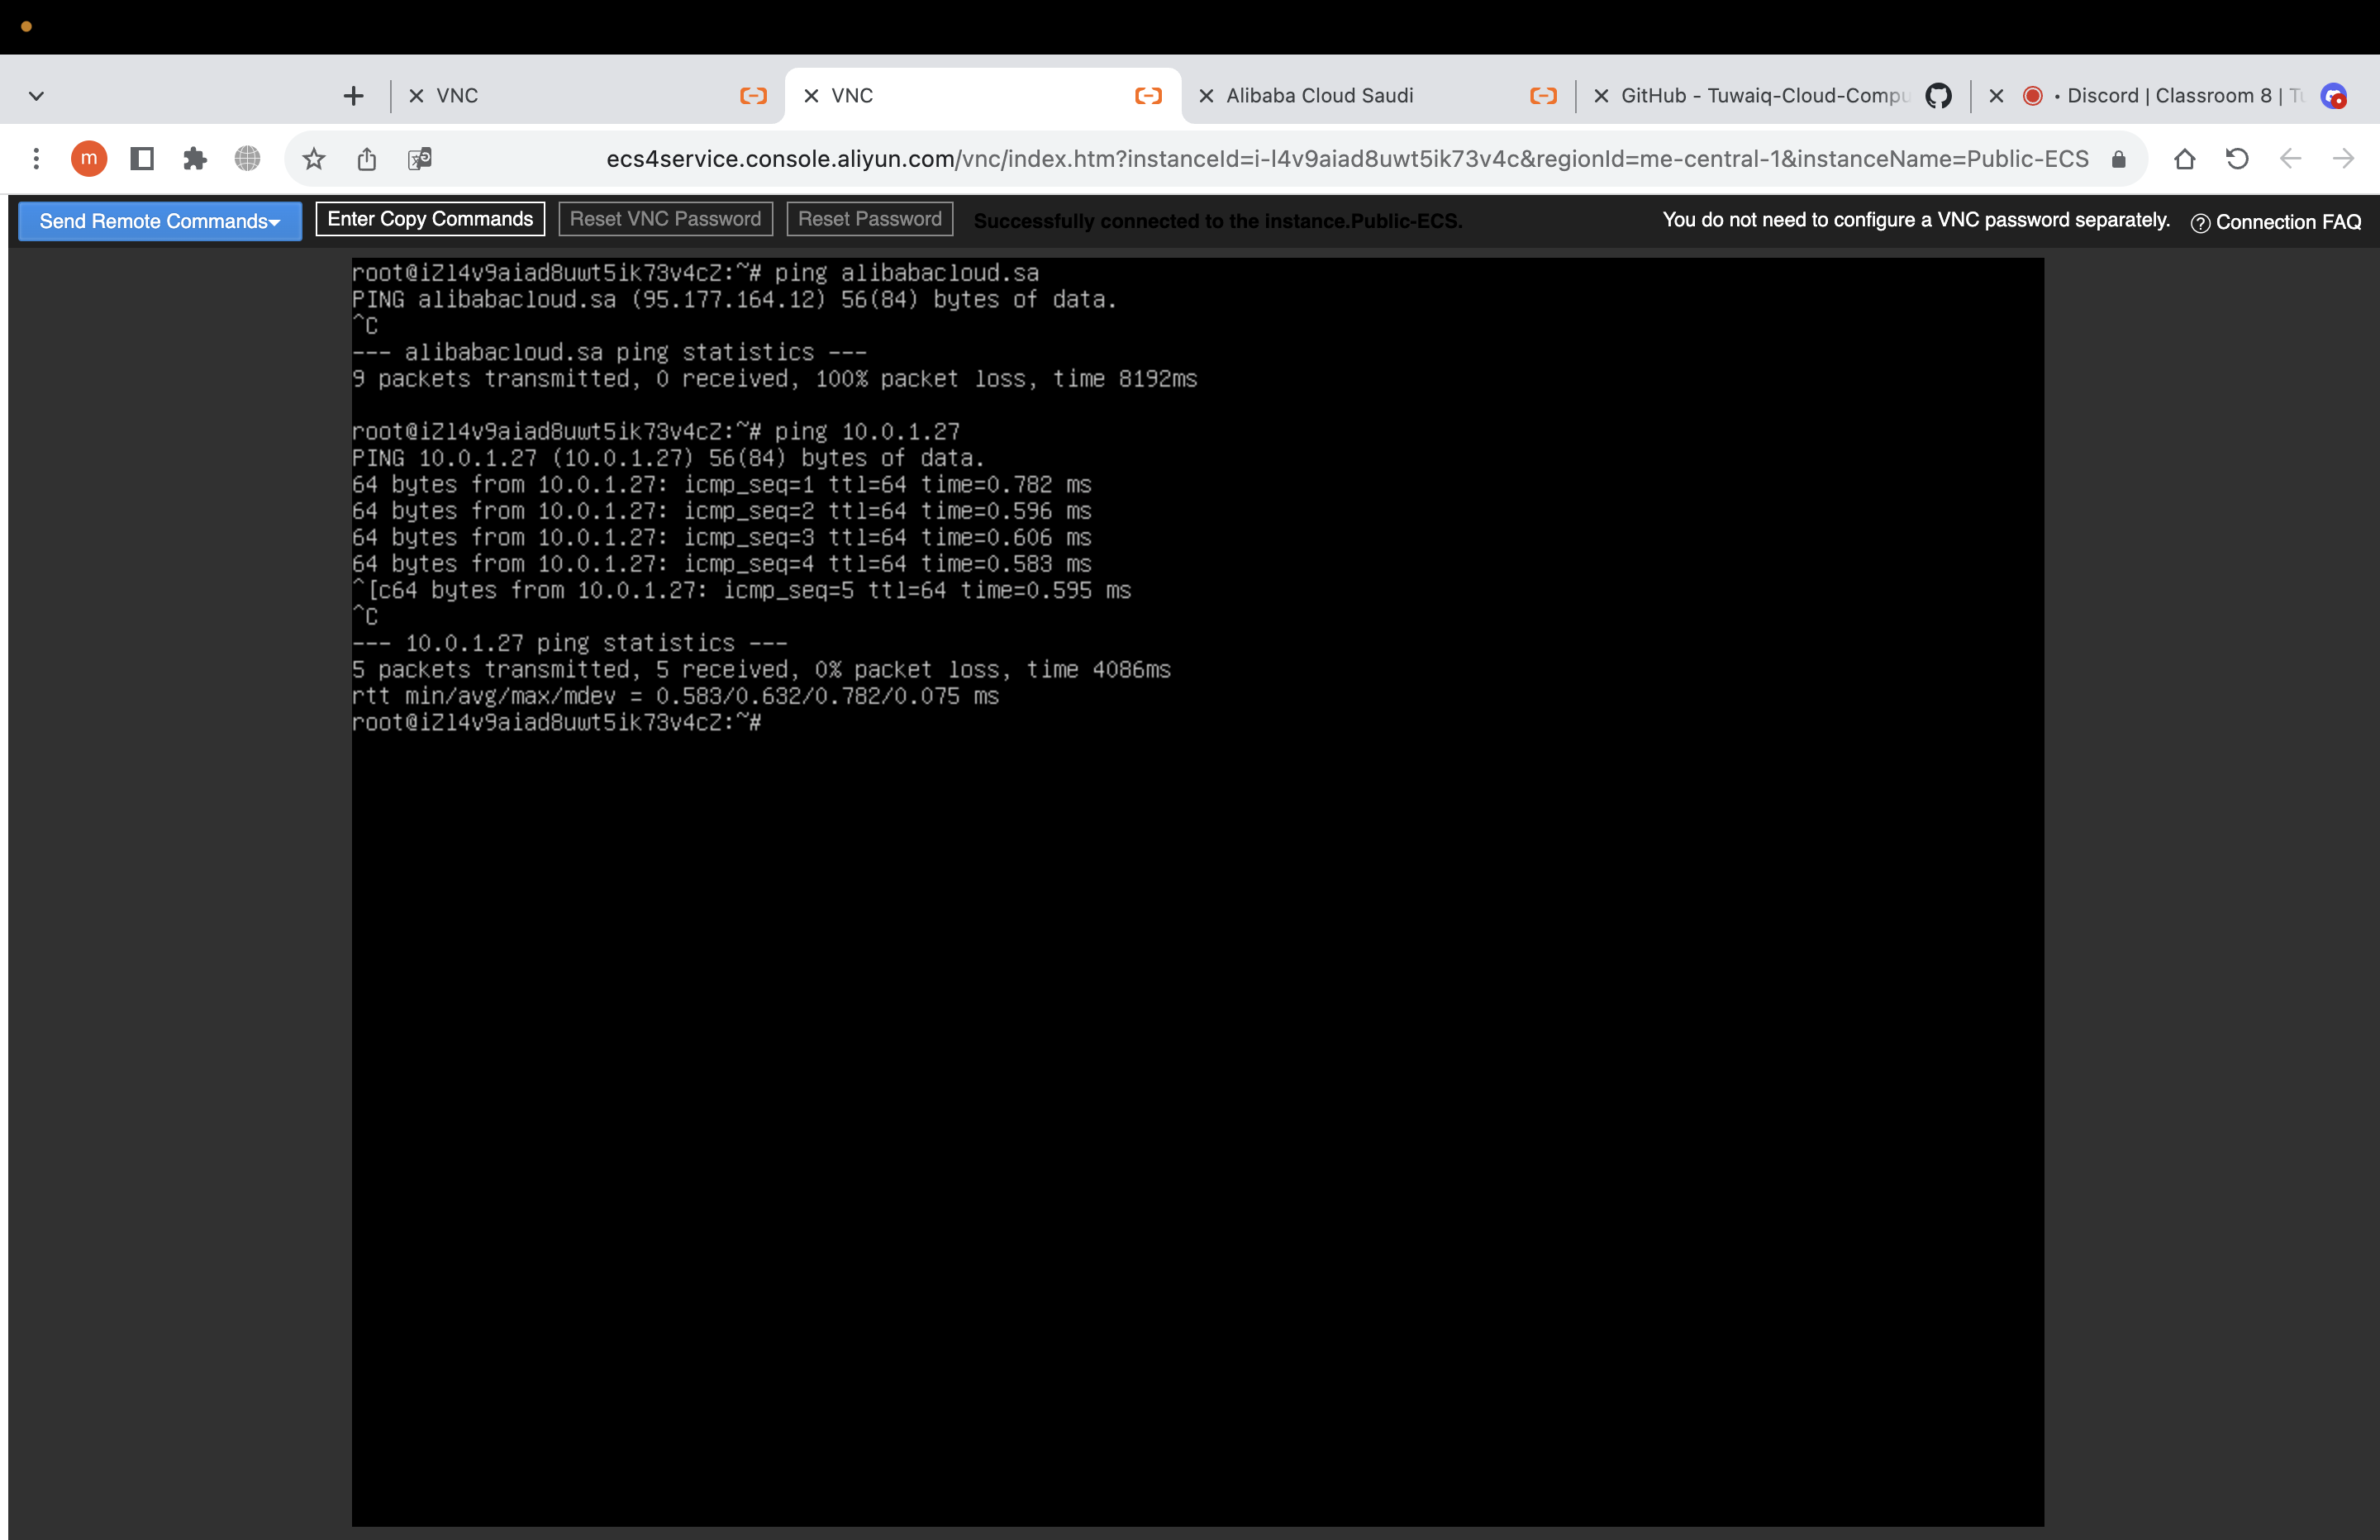 VNC
VNC
Alibaba Cloud Saudi
GitHub - Tuwaiq-Cloud-Compu
• Discord | Classroom 8 | Tu
m
ecs4service.console.aliyun.com/vnc/index.htm?instanceId=i-l4v9aiad8uwt5ik73v4c&regionId=me-central-1&instanceName=Public-ECS
Send Remote Commands
Enter Copy Commands
Reset VNC Password
Reset Password
Successfully connected to the instance.Public-ECS.
You do not need to configure a VNC password separately.
? Connection FAQ
root@iZl4v9aiad8uwt5ik73v4cZ:~# ping alibabacloud.sa
PING alibabacloud.sa (95.177.164.12) 56(84) bytes of data.
^C
--- alibabacloud.sa ping statistics ---
9 packets transmitted, 0 received, 100% packet loss, time 8192ms
root@iZl4v9aiad8uwt5ik73v4cZ:~# ping 10.0.1.27
PING 10.0.1.27 (10.0.1.27) 56(84) bytes of data.
64 bytes from 10.0.1.27: icmp_seq=1 ttl=64 time=0.782 ms
64 bytes from 10.0.1.27: icmp_seq=2 ttl=64 time=0.596 ms
64 bytes from 10.0.1.27: icmp_seq=3 ttl=64 time=0.606 ms
64 bytes from 10.0.1.27: icmp_seq=4 ttl=64 time=0.583 ms
^[c64 bytes from 10.0.1.27: icmp_seq=5 ttl=64 time=0.595 ms
^C
--- 10.0.1.27 ping statistics ---
5 packets transmitted, 5 received, 0% packet loss, time 4086ms
rtt min/avg/max/mdev = 0.583/0.632/0.782/0.075 ms
root@iZl4v9aiad8uwt5ik73v4cZ:~#